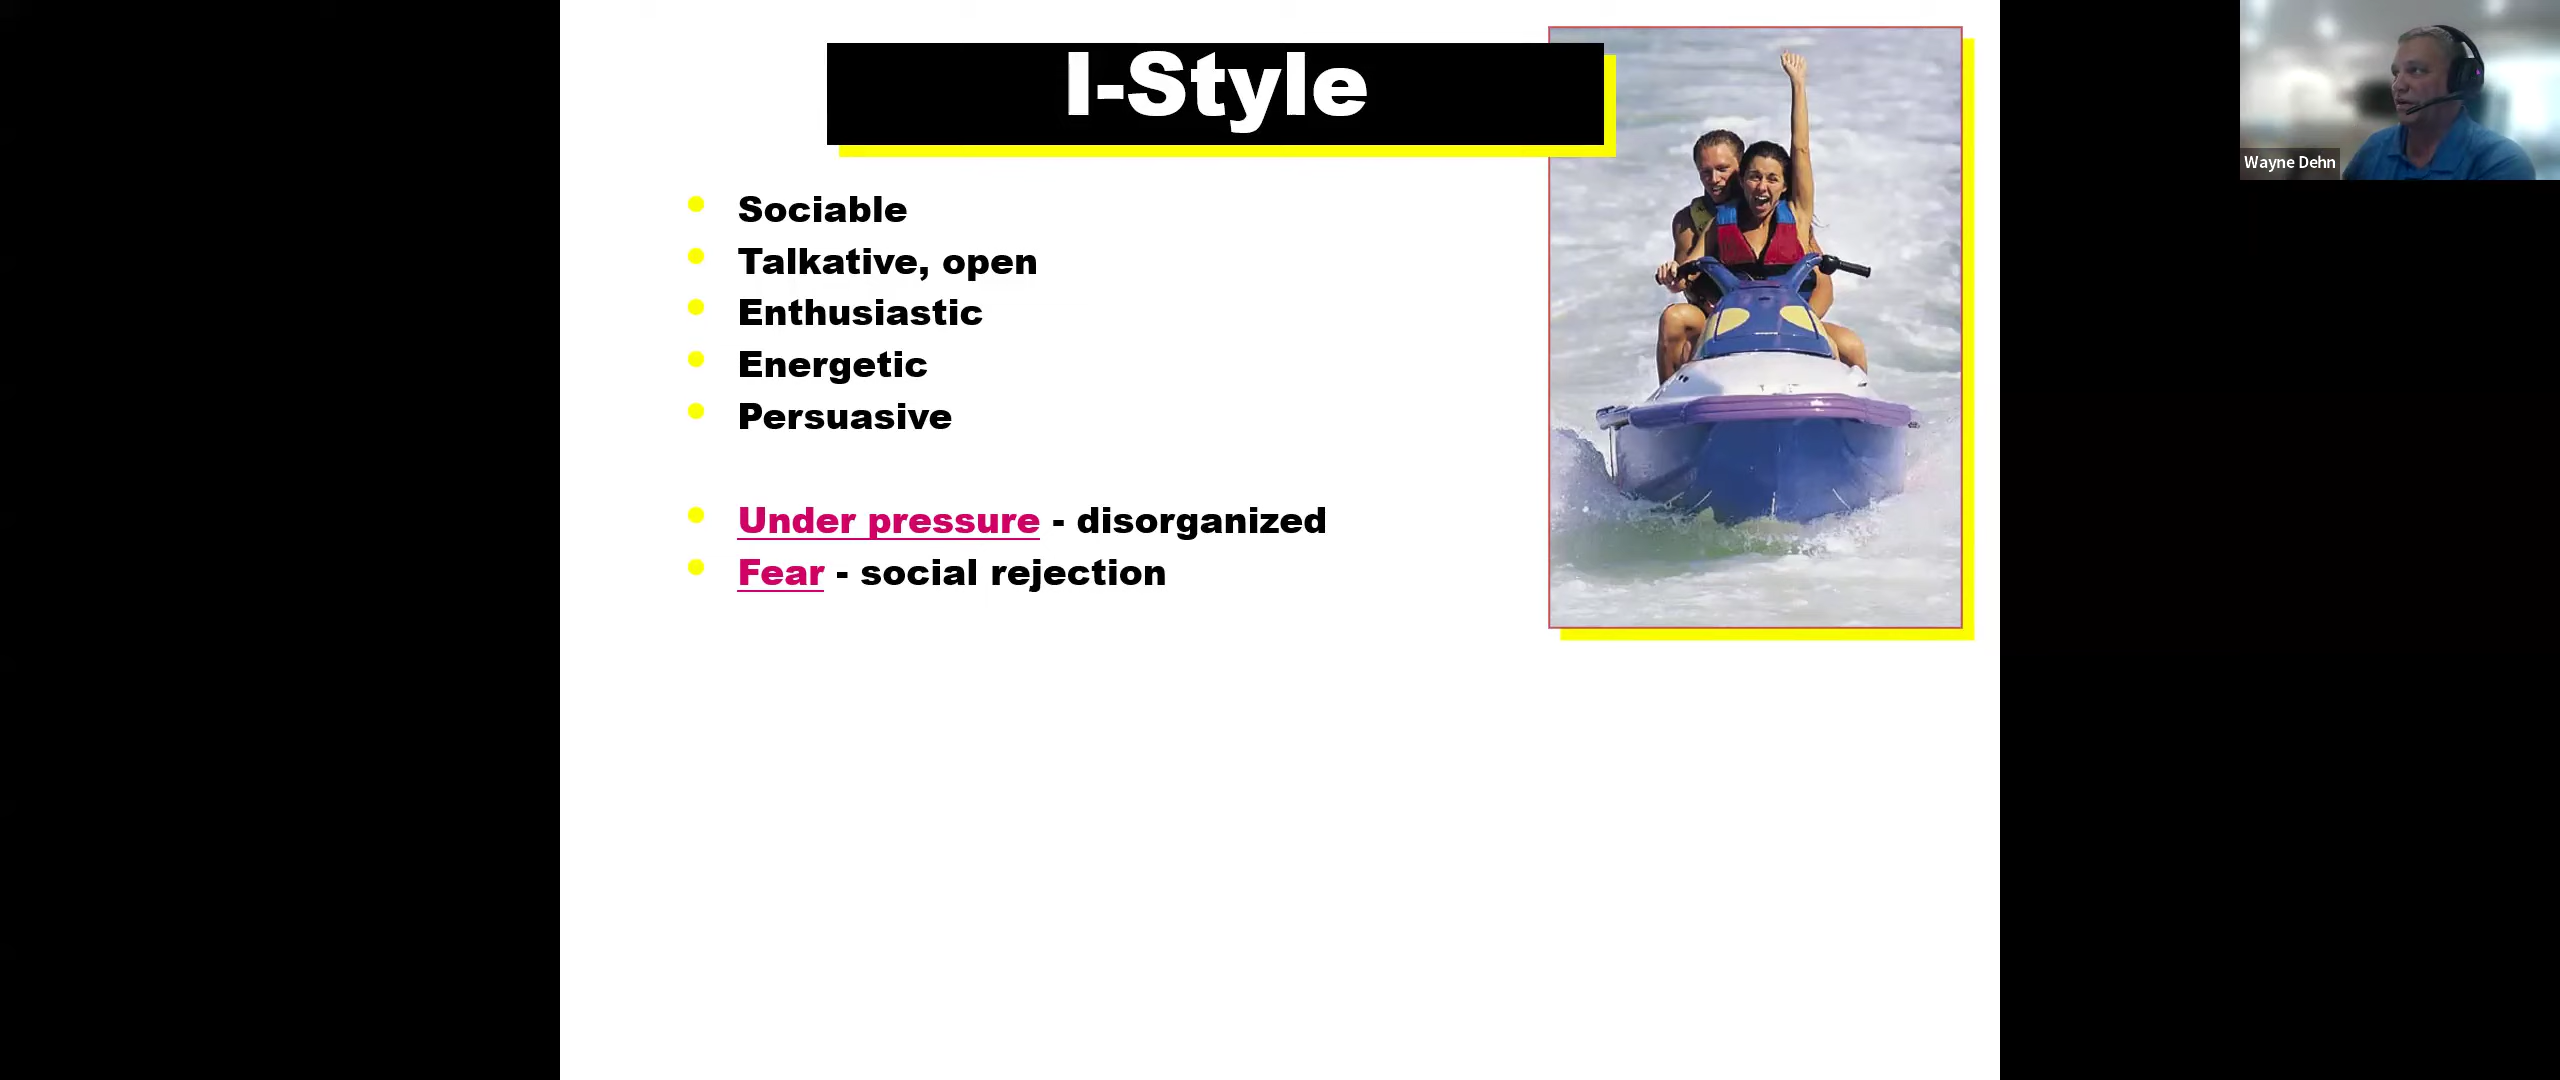 I-Style
Sociable
Talkative, open
Enthusiastic
Energetic
Persuasive
Under pressure - disorganized
Fear - social rejection
Wayne Dehn